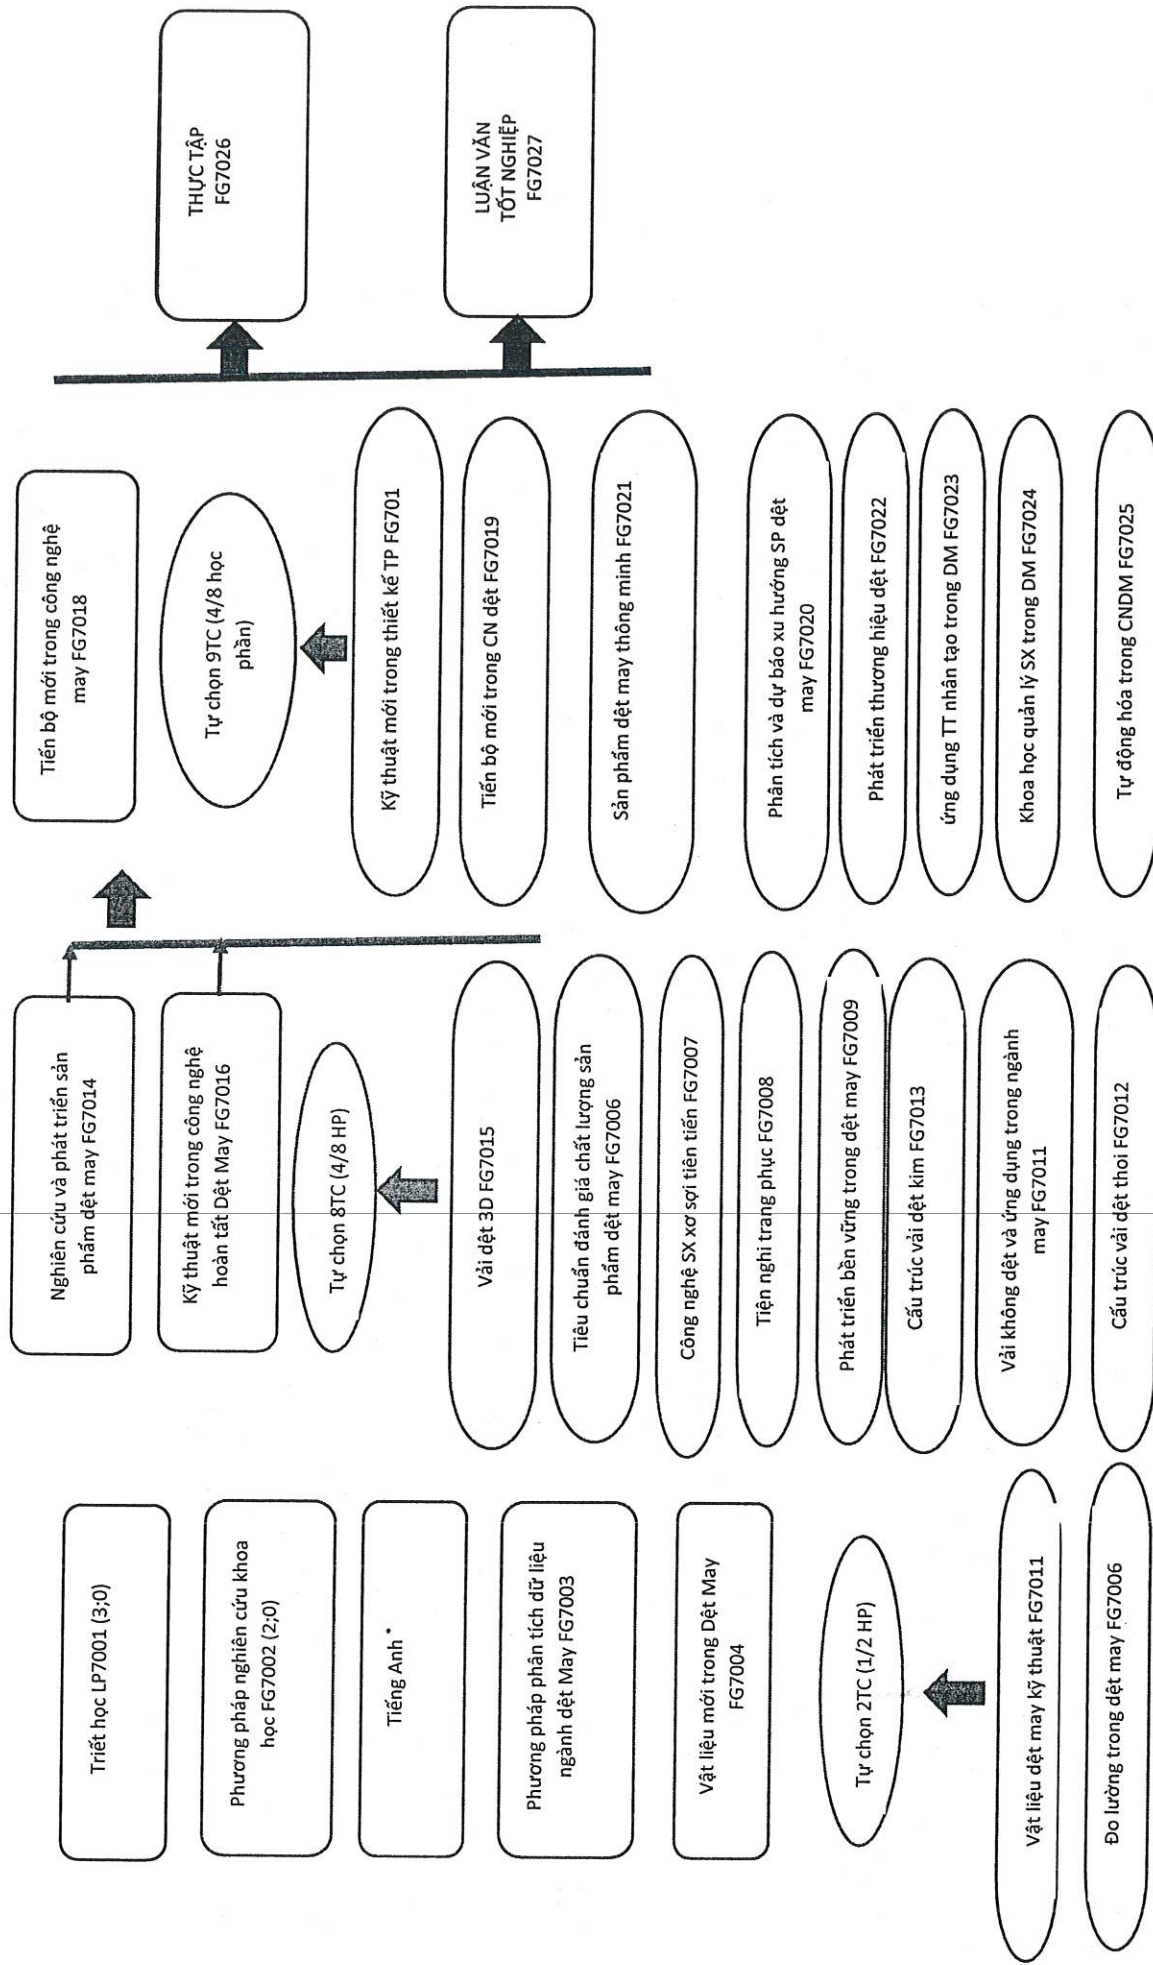 Triết học LP7001 (3;0)
Phương pháp nghiên cứu khoa
học FG7002 (2;0)
Tiếng Anh *
Phương pháp phân tích dữ liệu
ngành dệt May FG7003
Vật liệu mới trong Dệt May
FG7004
Tự chọn 2TC (1/2 HP)
Vật liệu dệt may kỹ thuật FG7011
Đo lường trong dệt may FG7006
Nghiên cứu và phát triển sản
phẩm dệt may FG7014
Kỹ thuật mới trong công nghệ
hoàn tất Dệt May FG7016
Tự chọn 8TC (4/8 HP)
Vải dệt 3D FG7015
Tiêu chuẩn đánh giá chất lượng sản
phẩm dệt may FG7006
Công nghệ SX xơ sợi tiên tiến FG7007
Tiện nghi trang phục FG7008
Phát triển bền vững trong dệt may FG7009
Cấu trúc vải dệt kim FG7013
Vải không dệt và ứng dụng trong ngành
may FG7011
Cấu trúc vải dệt thoi FG7012
Tiến bộ mới trong công nghệ
may FG7018
Tự chọn 9TC (4/8 học
phần)
Kỹ thuật mới trong thiết kế TP FG701
Tiến bộ mới trong CN dệt FG7019
Sản phẩm dệt may thông minh FG7021
Phân tích và dự báo xu hướng SP dệt
may FG7020
Phát triển thương hiệu dệt FG7022
ứng dụng TT nhân tạo trong DM FG7023
Khoa học quản lý SX trong DM FG7024
Tự động hóa trong CNDM FG7025
THỰC TẬP
FG7026
LUẬN VĂN
TỐT NGHIỆP
FG7027